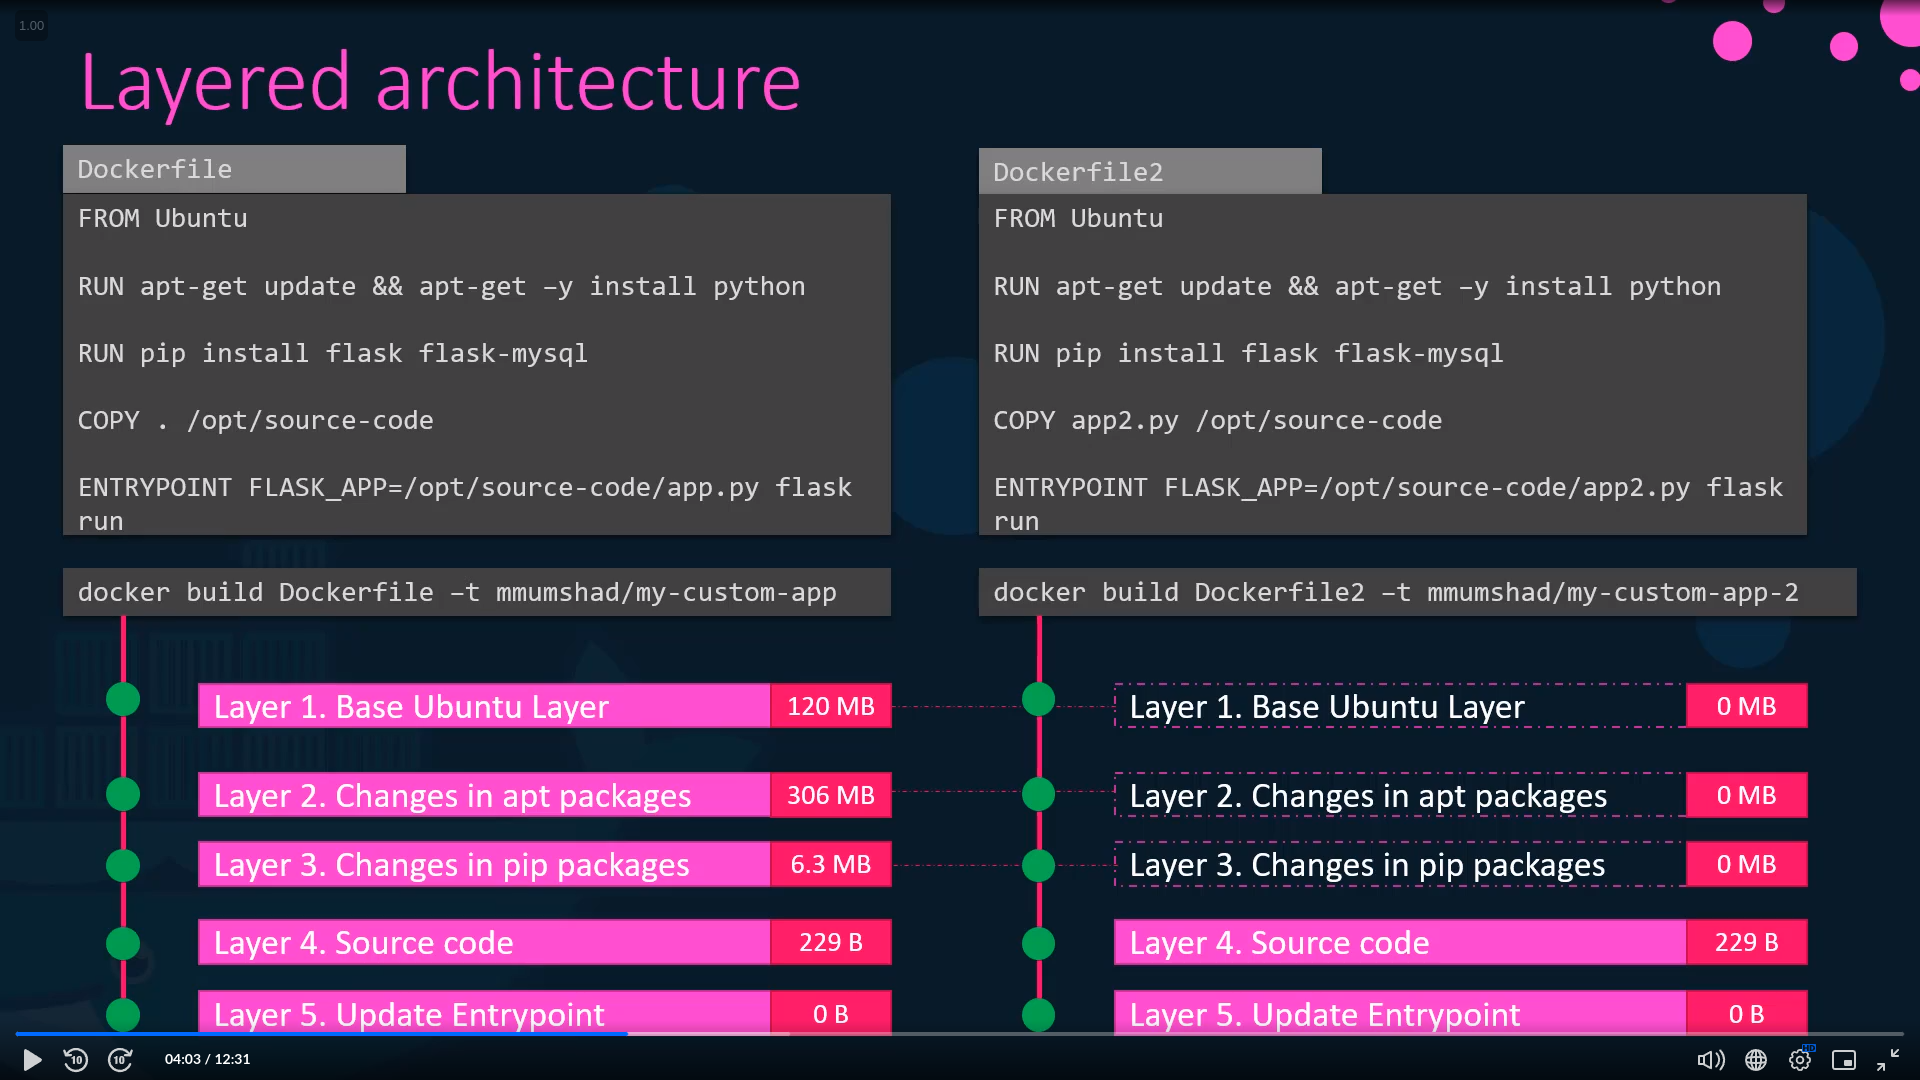 1.00
Layered architecture
Dockerfile
FROM Ubuntu
RUN apt-get update && apt-get –y install python
RUN pip install flask flask-mysql
COPY . /opt/source-code
ENTRYPOINT FLASK_APP=/opt/source-code/app.py flask
run
docker build Dockerfile –t mmumshad/my-custom-app
Layer 1. Base Ubuntu Layer 120 MB
Layer 2. Changes in apt packages 306 MB
Layer 3. Changes in pip packages 6.3 MB
Layer 4. Source code 229 B
Layer 5. Update Entrypoint 0 B
Dockerfile2
FROM Ubuntu
RUN apt-get update && apt-get –y install python
RUN pip install flask flask-mysql
COPY app2.py /opt/source-code
ENTRYPOINT FLASK_APP=/opt/source-code/app2.py flask
run
docker build Dockerfile2 –t mmumshad/my-custom-app-2
Layer 1. Base Ubuntu Layer 0 MB
Layer 2. Changes in apt packages 0 MB
Layer 3. Changes in pip packages 0 MB
Layer 4. Source code 229 B
Layer 5. Update Entrypoint 0 B
10 10 04:03 / 12:31 HD